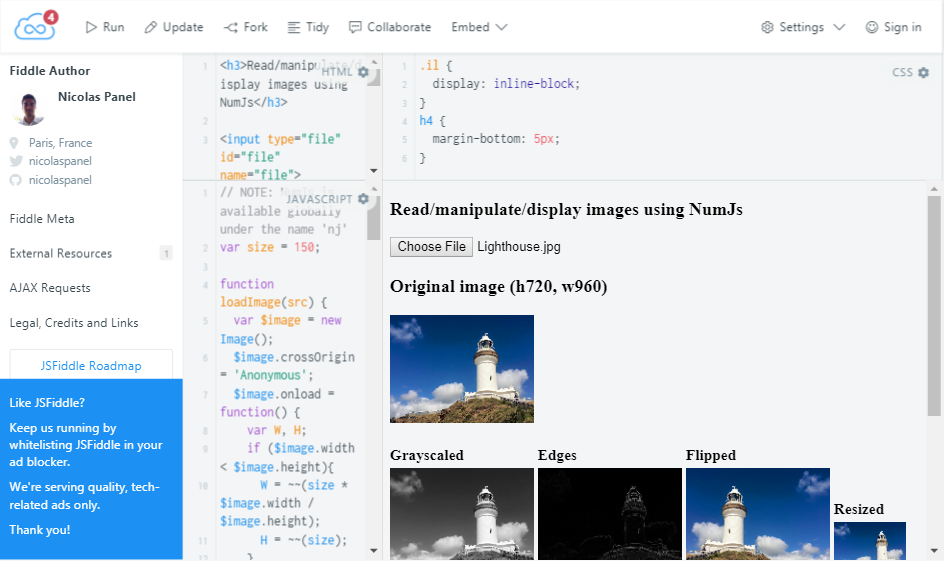 4
Run
Update
Fork
Tidy
Collaborate
Embed
Settings
Sign in
Fiddle Author
Nicolas Panel
Paris, France
nicolaspanel
nicolaspanel
Fiddle Meta
External Resources 1
AJAX Requests
Legal, Credits and Links
JSFiddle Roadmap
Like JSFiddle?
Keep us running by
whitelisting JSFiddle in your
ad blocker.
We're serving quality, tech-
related ads only.
Thank you!
HTML
1 <h3>Read/manipulate/d
isplay images using
NumJs</h3>
2
3 <input type="file"
id="file"
name="file">
CSS
1 .il {
2 display: inline-block;
3 }
4 h4 {
5 margin-bottom: 5px;
6 }
JAVASCRIPT
1 // NOTE: is
available globally
under the name 'nj'
2 var size = 150;
3
4 function
loadImage(src) {
5 var $image = new
Image();
6 $image.crossOrigin
= 'Anonymous';
7 $image.onload =
function() {
8 var W, H;
9 if ($image.width
< $image.height){
10 W = ~~(size *
$image.width /
$image.height);
11 H = ~~(size);
12 }
Read/manipulate/display images using NumJs
Choose File Lighthouse.jpg
Original image (h720, w960)
Grayscaled
Edges
Flipped
Resized